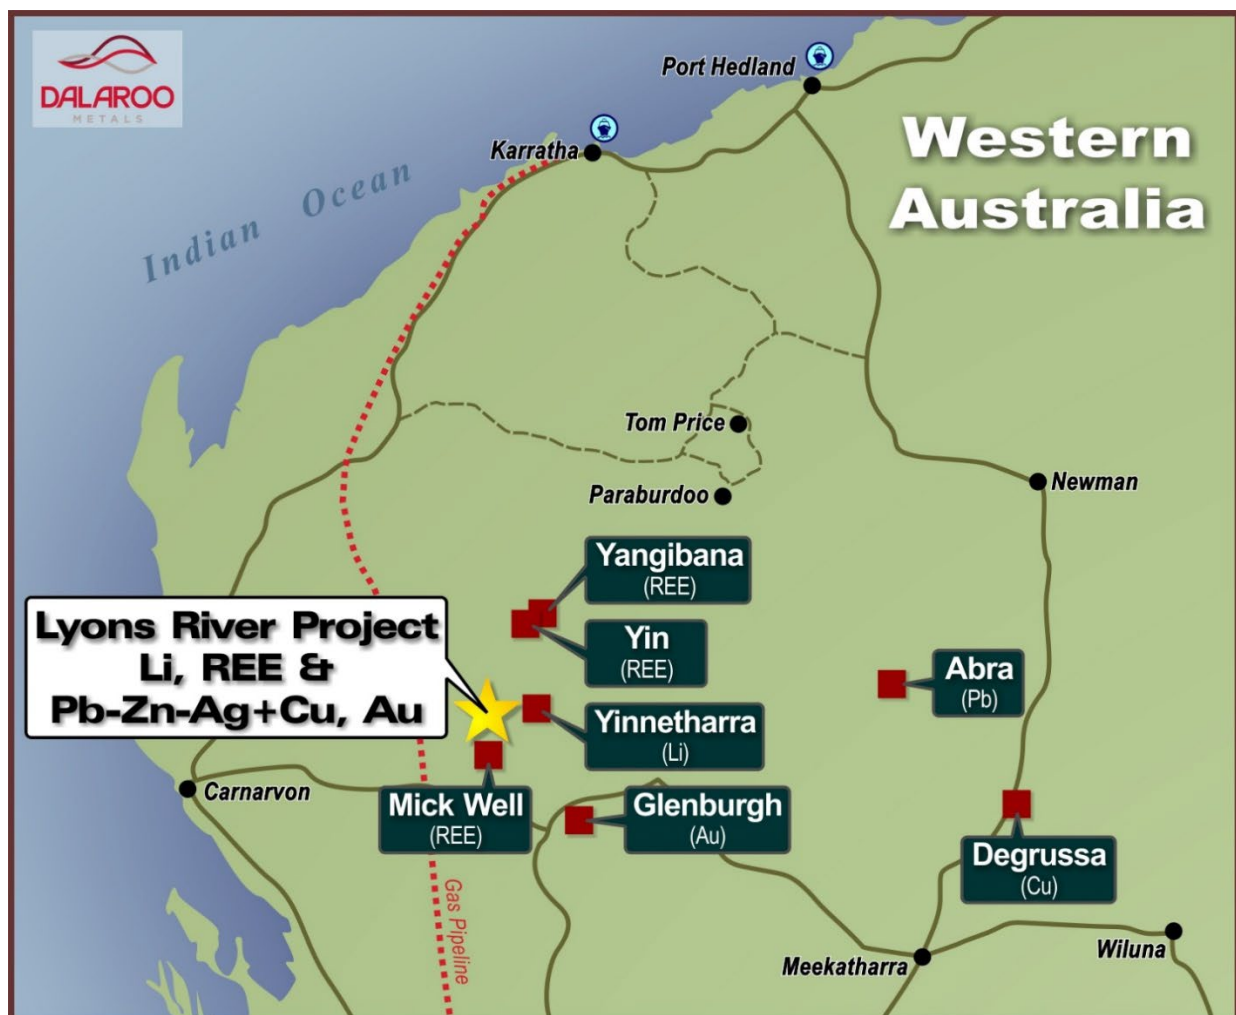 DALAROO
METALS
Port Hedland
Karratha
Western
Australia
Indian Ocean
Tom Price
Paraburdoo
Newman
Yangibana
(REE)
Yin
(REE)
Lyons River Project
Li, REE &
Pb-Zn-Ag+Cu, Au
Abra
(Pb)
Yinnetharra
(Li)
Carnarvon
Mick Well
(REE)
Glenburgh
(Au)
Degrussa
(Cu)
Gas Pipeline
Meekatharra
Wiluna